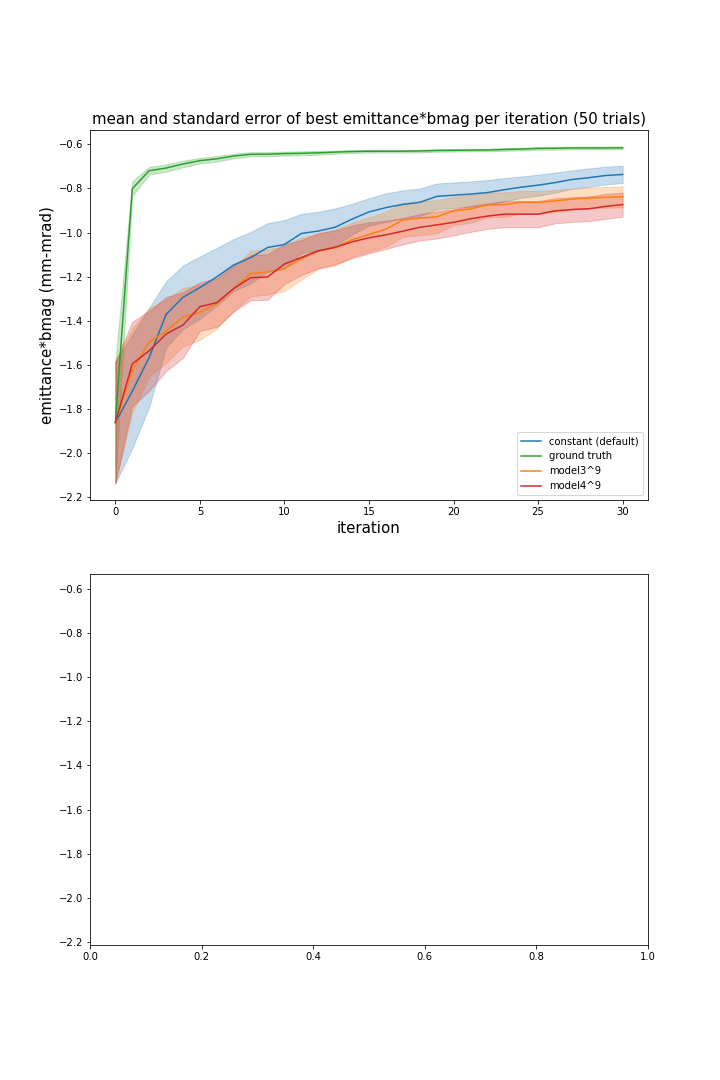 mean and standard error of best emittance*bmag per iteration (50 trials)
−0.6
−0.8
−1.0
−1.2
−1.4
−1.6
−1.8
−2.0
−2.2
emittance*bmag (mm-mrad)
constant (default)
ground truth
model3^9
model4^9
0 5 10 15 20 25 30
iteration
−0.6
−0.8
−1.0
−1.2
−1.4
−1.6
−1.8
−2.0
−2.2
0.0 0.2 0.4 0.6 0.8 1.0